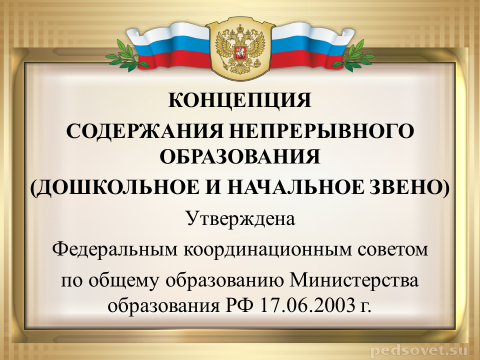 КОНЦЕПЦИЯ
СОДЕРЖАНИЯ НЕПРЕРЫВНОГО
ОБРАЗОВАНИЯ
(ДОШКОЛЬНОЕ И НАЧАЛЬНОЕ ЗВЕНО)
Утверждена
Федеральным координационным советом
по общему образованию Министерства
образования РФ 17.06.2003 г.
pedsovet.su